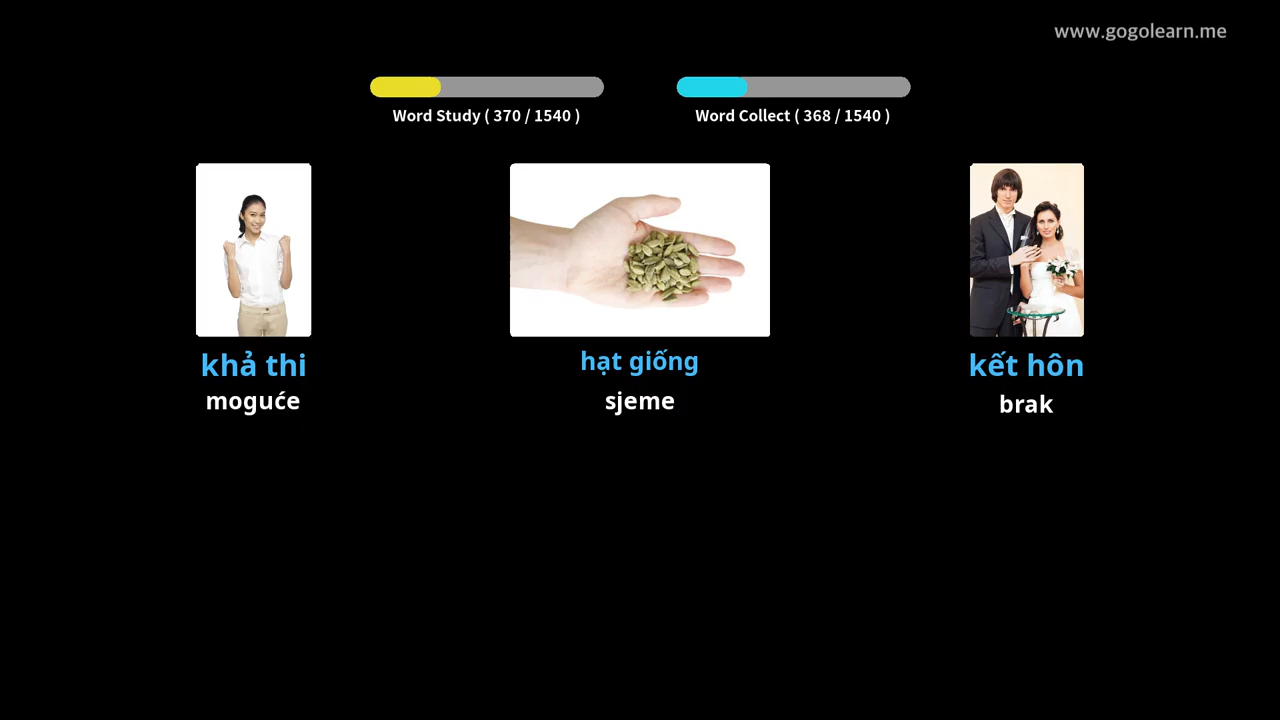 www.gogolearn.me
Word Study ( 370 / 1540 )
Word Collect ( 368 / 1540 )
khả thi
moguće
hạt giống
sjeme
kết hôn
brak